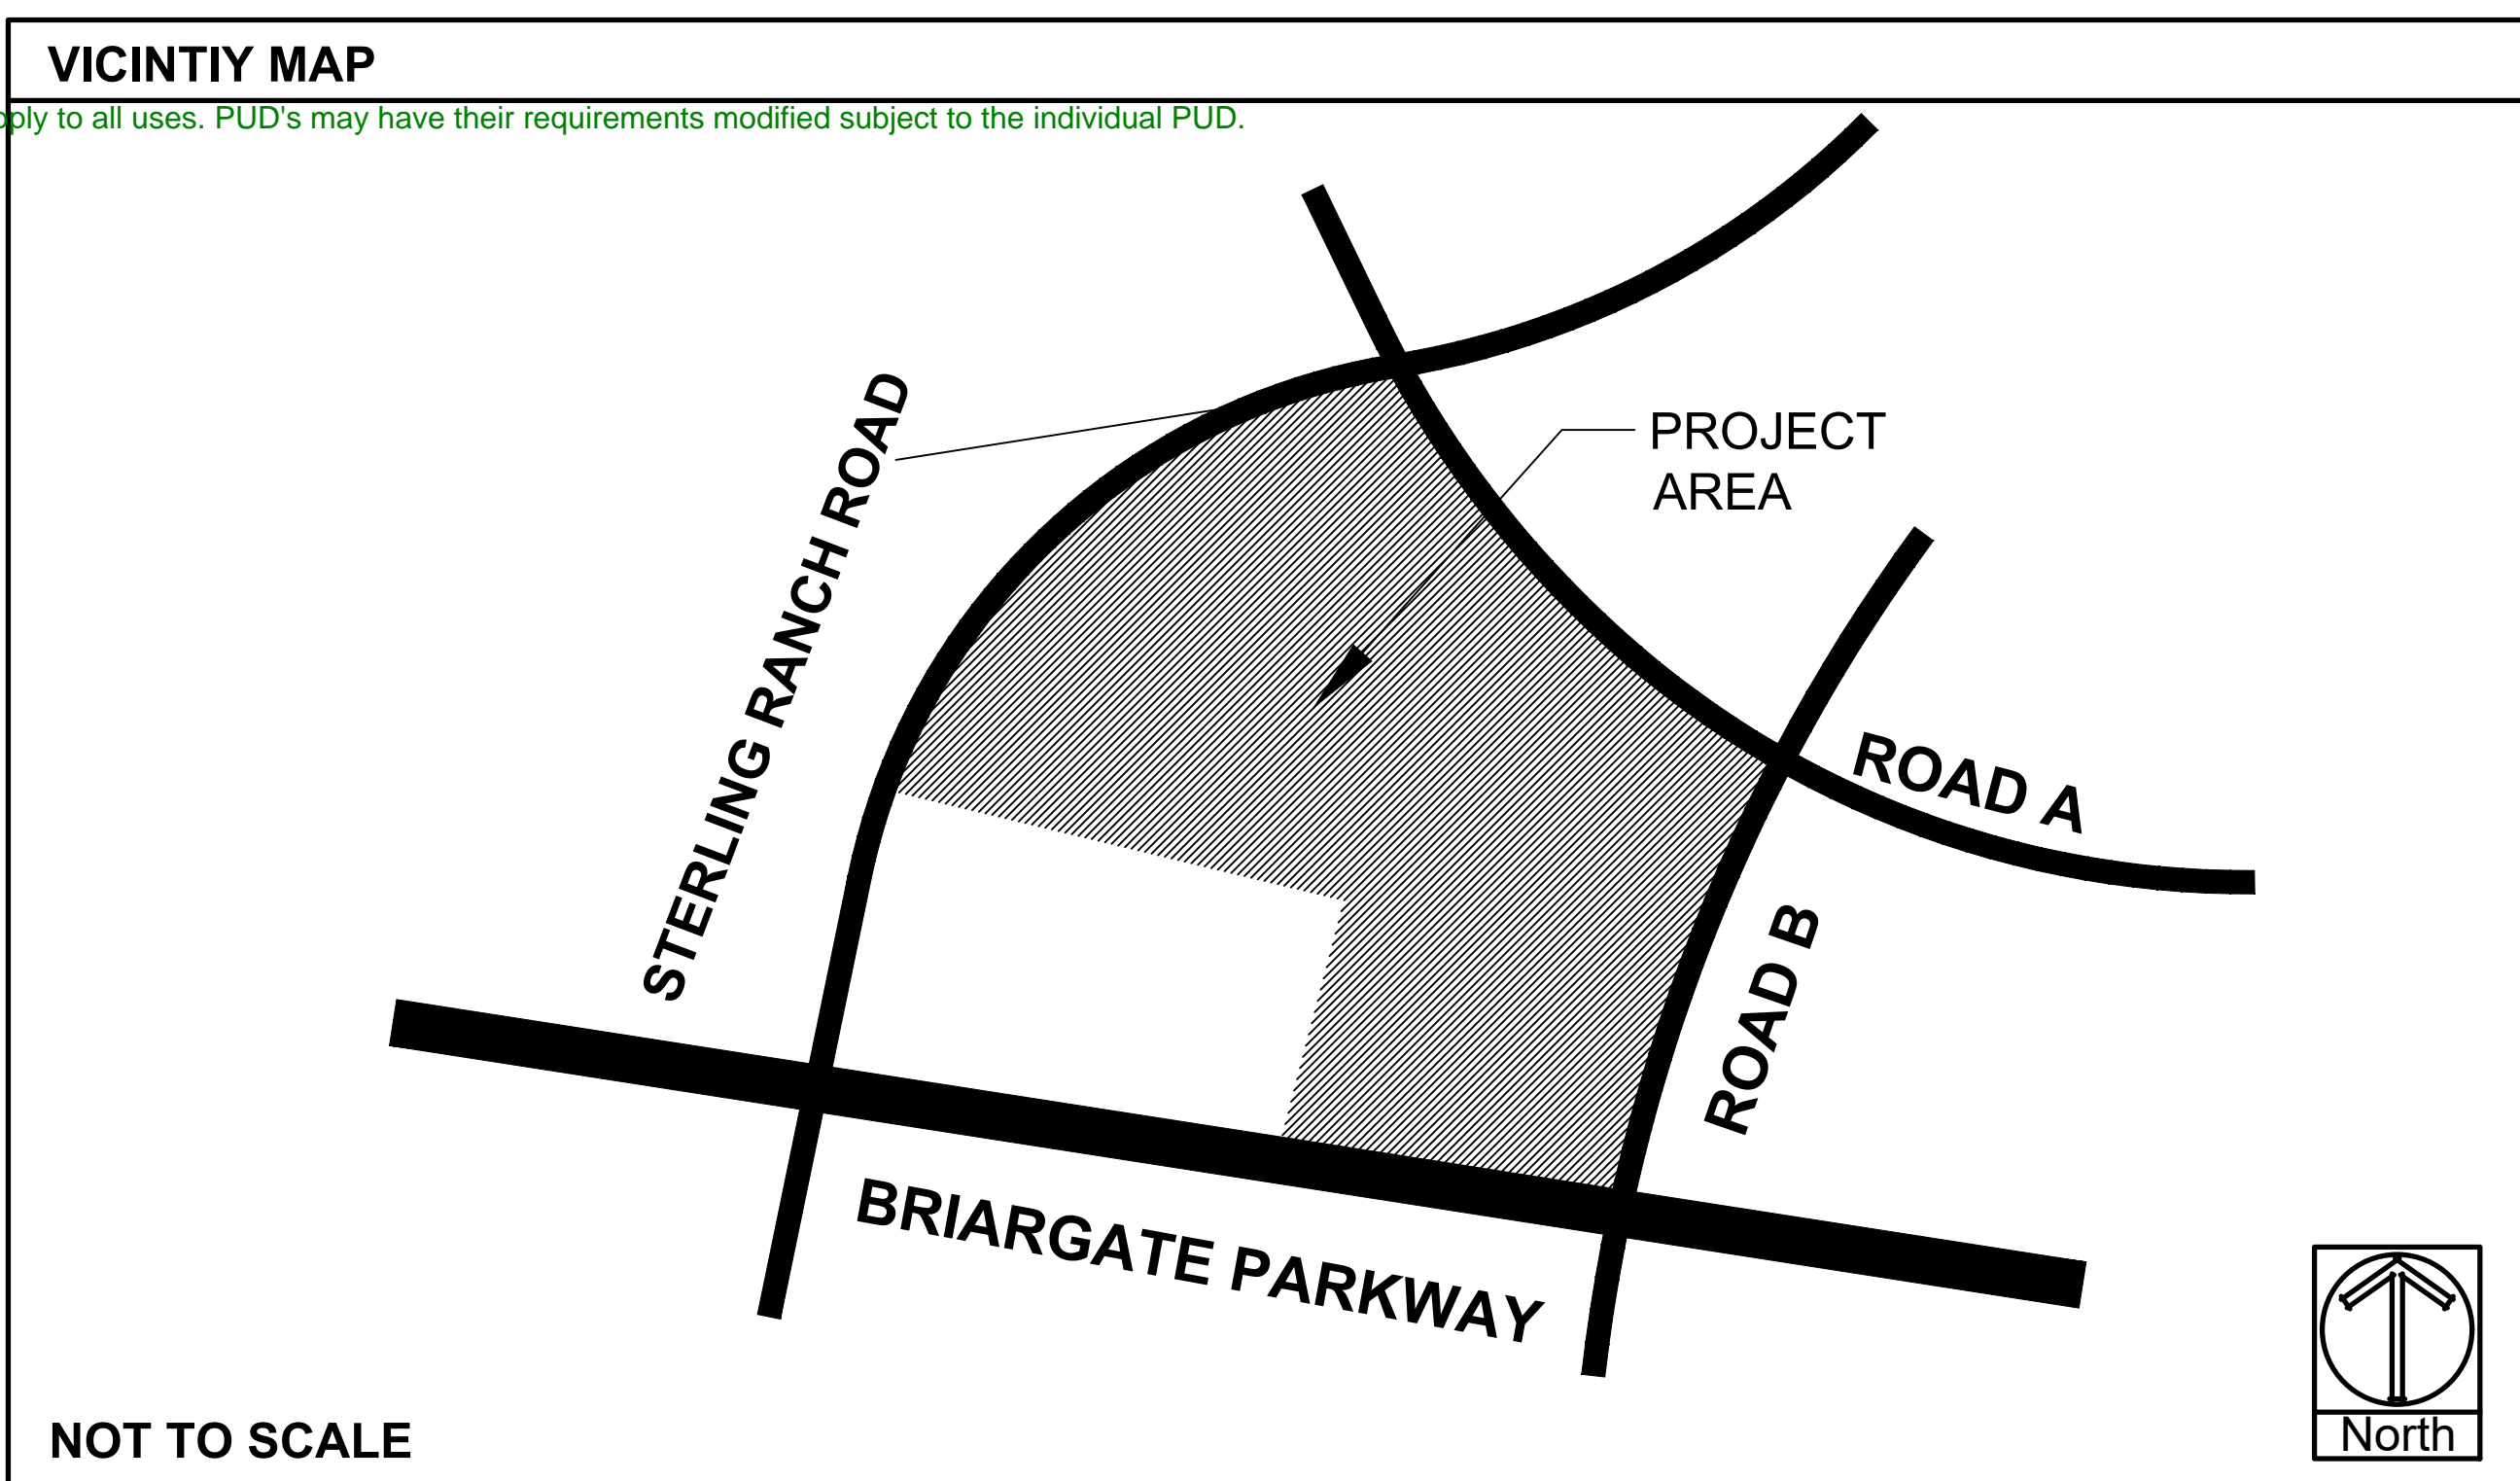 VICINTIY MAP
to all uses. PUD's may have their requirements modified subject to the individual PUD.
STERLING RANCH ROAD
PROJECT
AREA
ROAD A
ROAD B
BRIARGATE PARKWAY
NOT TO SCALE
North